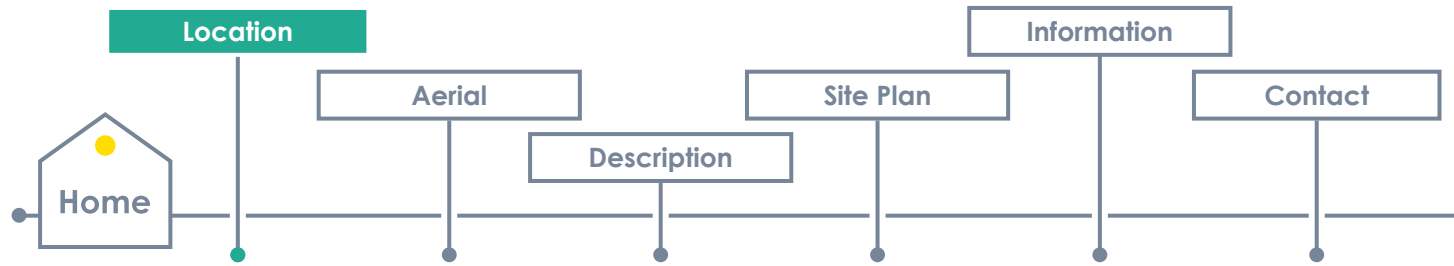 Home
Location
Aerial
Description
Site Plan
Information
Contact